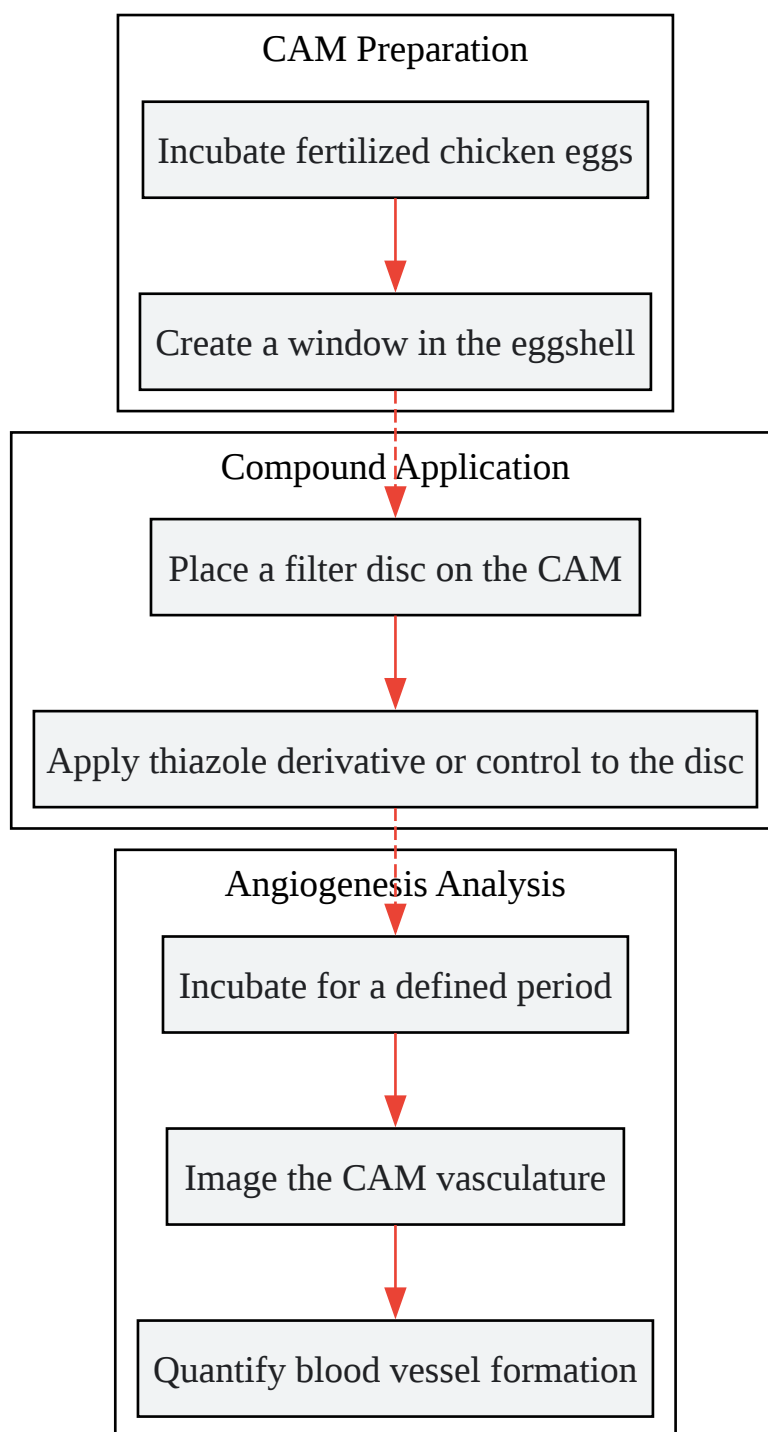 CAM Preparation
Incubate fertilized chicken eggs
Create a window in the eggshell
Compound Application
Place a filter disc on the CAM
Apply thiazole derivative or control to the disc
Angiogenesis Analysis
Incubate for a defined period
Image the CAM vasculature
Quantify blood vessel formation